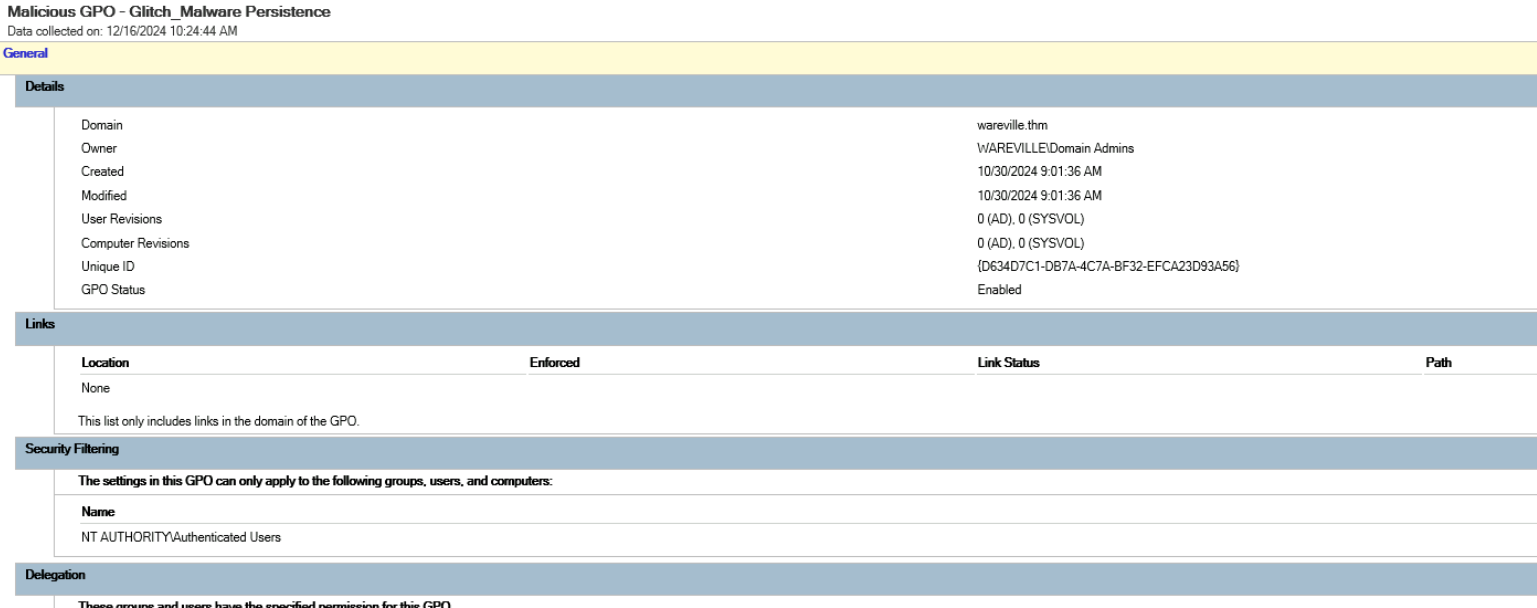 Malicious GPO - Glitch_Malware Persistence
Data collected on: 12/16/2024 10:24:44 AM
General
Details
Domain wareville.thm
Owner WAREVILLE\Domain Admins
Created 10/30/2024 9:01:36 AM
Modified 10/30/2024 9:01:36 AM
User Revisions 0 (AD), 0 (SYSVOL)
Computer Revisions 0 (AD), 0 (SYSVOL)
Unique ID {D634D7C1-DB7A-4C7A-BF32-EFCA23D93A56}
GPO Status Enabled
Links
Location Enforced Link Status Path
None
This list only includes links in the domain of the GPO.
Security Filtering
The settings in this GPO can only apply to the following groups, users, and computers:
Name
NT AUTHORITY\Authenticated Users
Delegation
These groups and users have the specified permission for this GPO